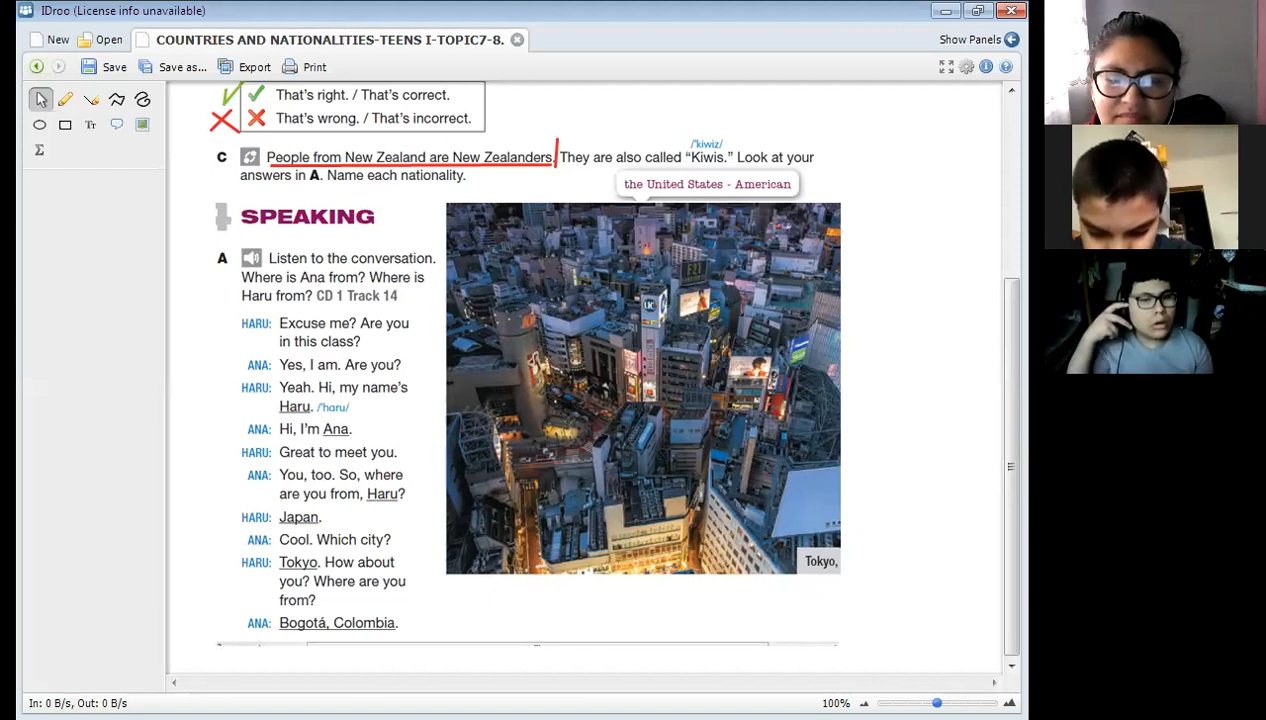 IDroo (License info unavailable)
New Open COUNTRIES AND NATIONALITIES-TEENS I-TOPIC7-8. Show Panels
Save Save as... Export Print
That's right. / That's correct.
That's wrong. / That's incorrect.
/'kiwiz/
C People from New Zealand are New Zealanders. They are also called “Kiwis.” Look at your
answers in A. Name each nationality.
the United States - American
SPEAKING
A Listen to the conversation.
Where is Ana from? Where is
Haru from? CD 1 Track 14
HARU: Excuse me? Are you
in this class?
ANA: Yes, I am. Are you?
HARU: Yeah. Hi, my name's
Haru. /'haru/
ANA: Hi, I'm Ana.
HARU: Great to meet you.
ANA: You, too. So, where
are you from, Haru?
HARU: Japan.
ANA: Cool. Which city?
HARU: Tokyo. How about
you? Where are you
from?
ANA: Bogotá, Colombia.
F21
UC
Tokyo,
Tr
Σ
In: 0 B/s, Out: 0 B/s 100%